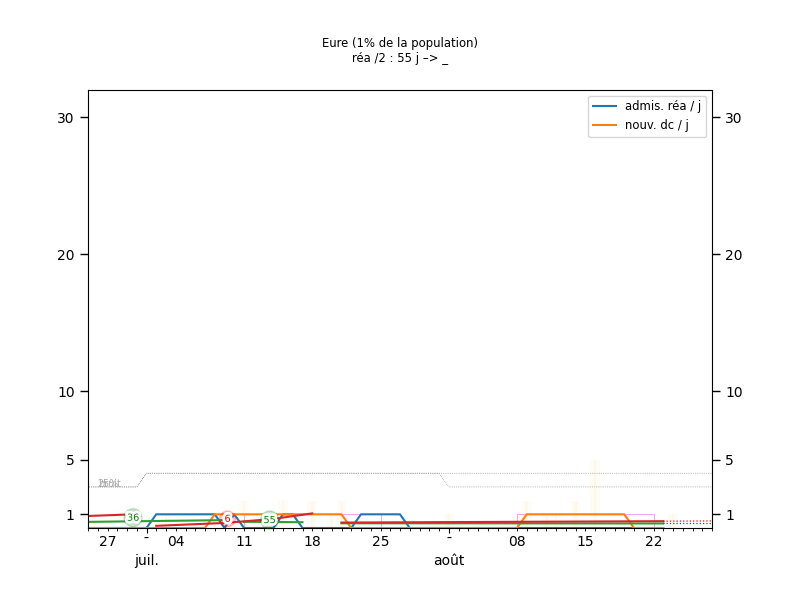 Eure (1% de la population)
réa /2 : 55 j –> _
admis. réa / j
nouv. dc / j
30 30
20 20
10 10
5 5
1 1
36 6 55
27 - 04 11 18 25 - 08 15 22
juil. août